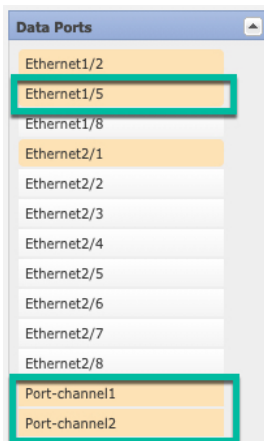 Data Ports
Ethernet1/2
Ethernet1/5
Ethernet1/8
Ethernet2/1
Ethernet2/2
Ethernet2/3
Ethernet2/4
Ethernet2/5
Ethernet2/6
Ethernet2/7
Ethernet2/8
Port-channel1
Port-channel2